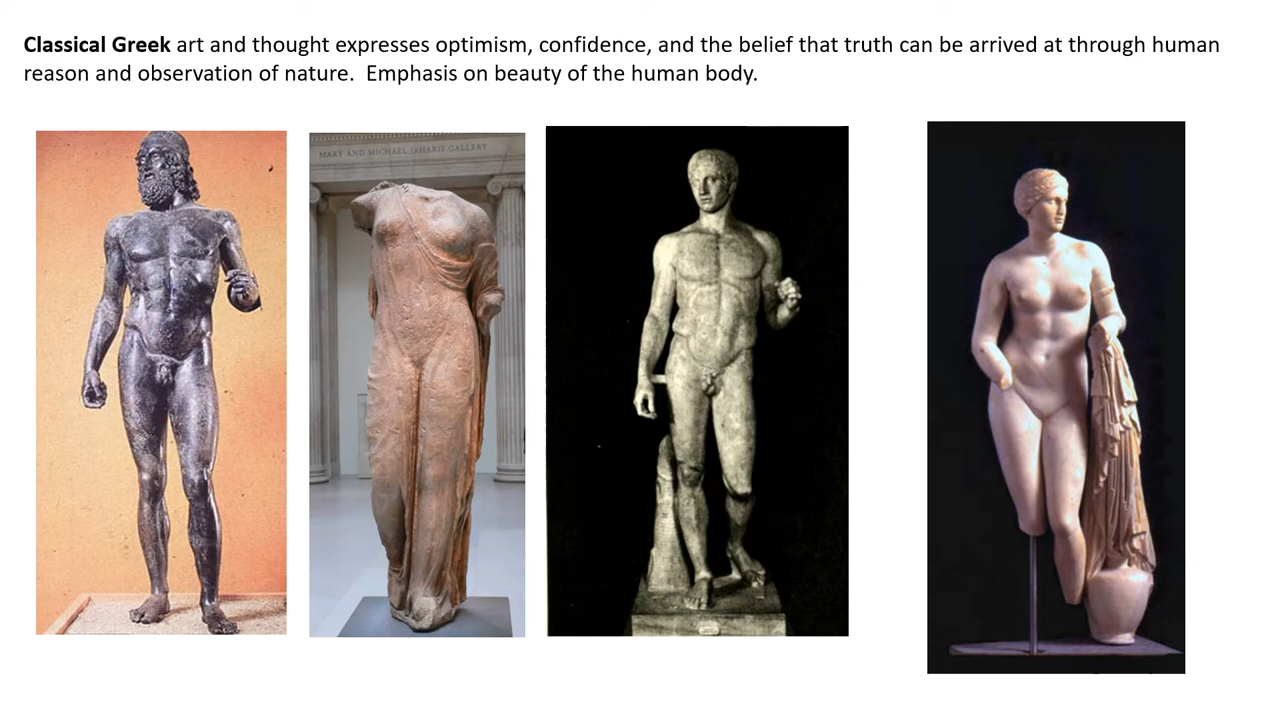 Classical Greek art and thought expresses optimism, confidence, and the belief that truth can be arrived at through human
reason and observation of nature.  Emphasis on beauty of the human body.
MARY AND MICHAEL JAHARIS GALLERY